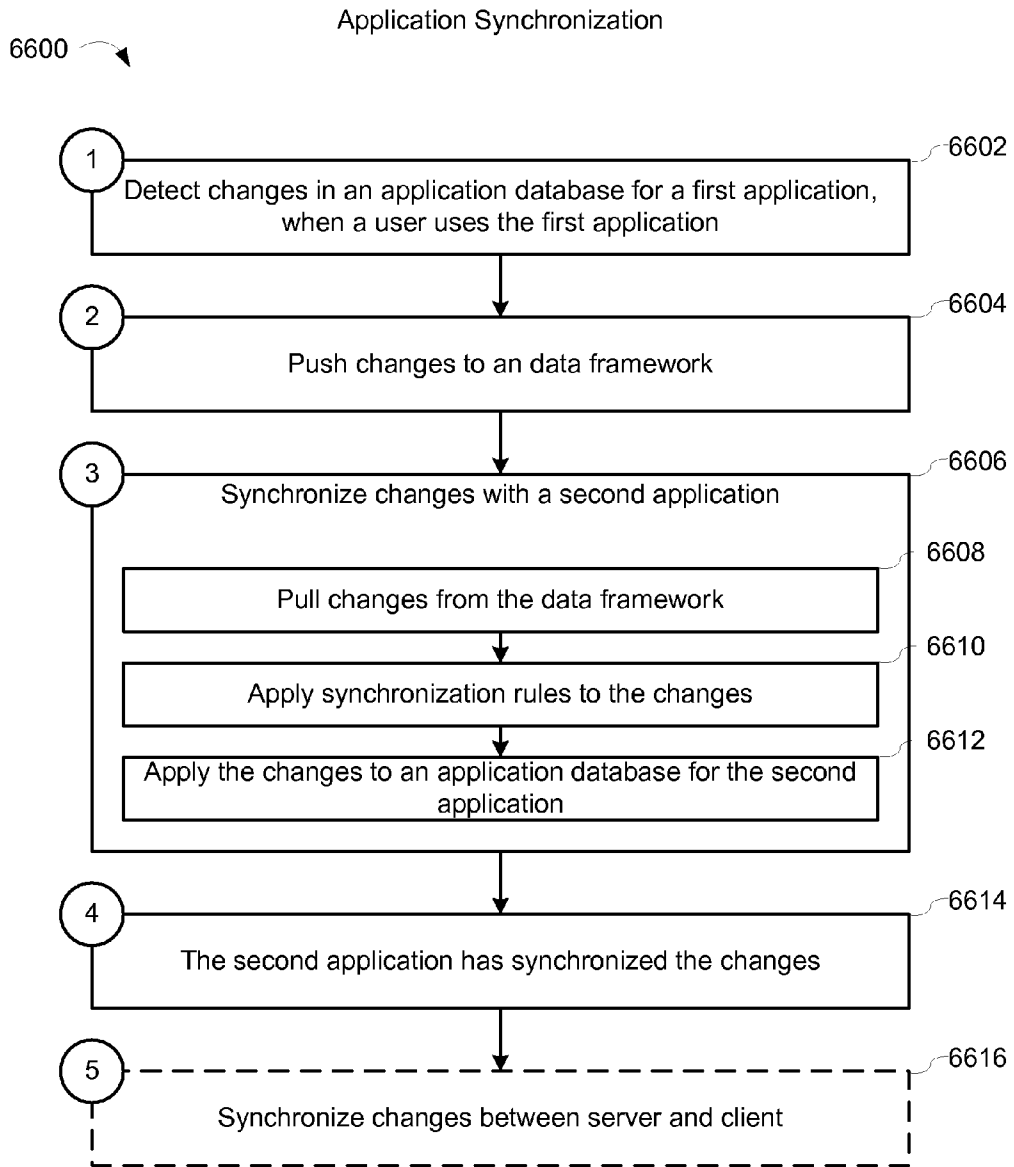 Application Synchronization
6600
1
6602
Detect changes in an application database for a first application,
when a user uses the first application
2
6604
Push changes to an data framework
3
6606
Synchronize changes with a second application
6608
Pull changes from the data framework
6610
Apply synchronization rules to the changes
6612
Apply the changes to an application database for the second
application
4
6614
The second application has synchronized the changes
5
6616
Synchronize changes between server and client